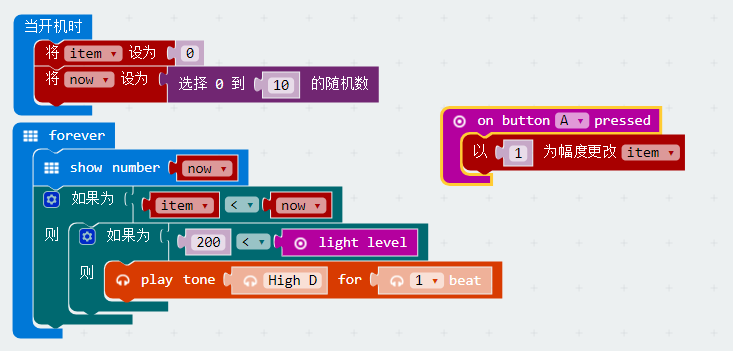 当开机时
将 item 设为 0
将 now 设为 选择 0 到 10 的随机数
forever
show number now
如果为 ( item < now
则 如果为 ( 200 < light level
则 play tone High D for 1 beat
on button A pressed
以 1 为幅度更改 item